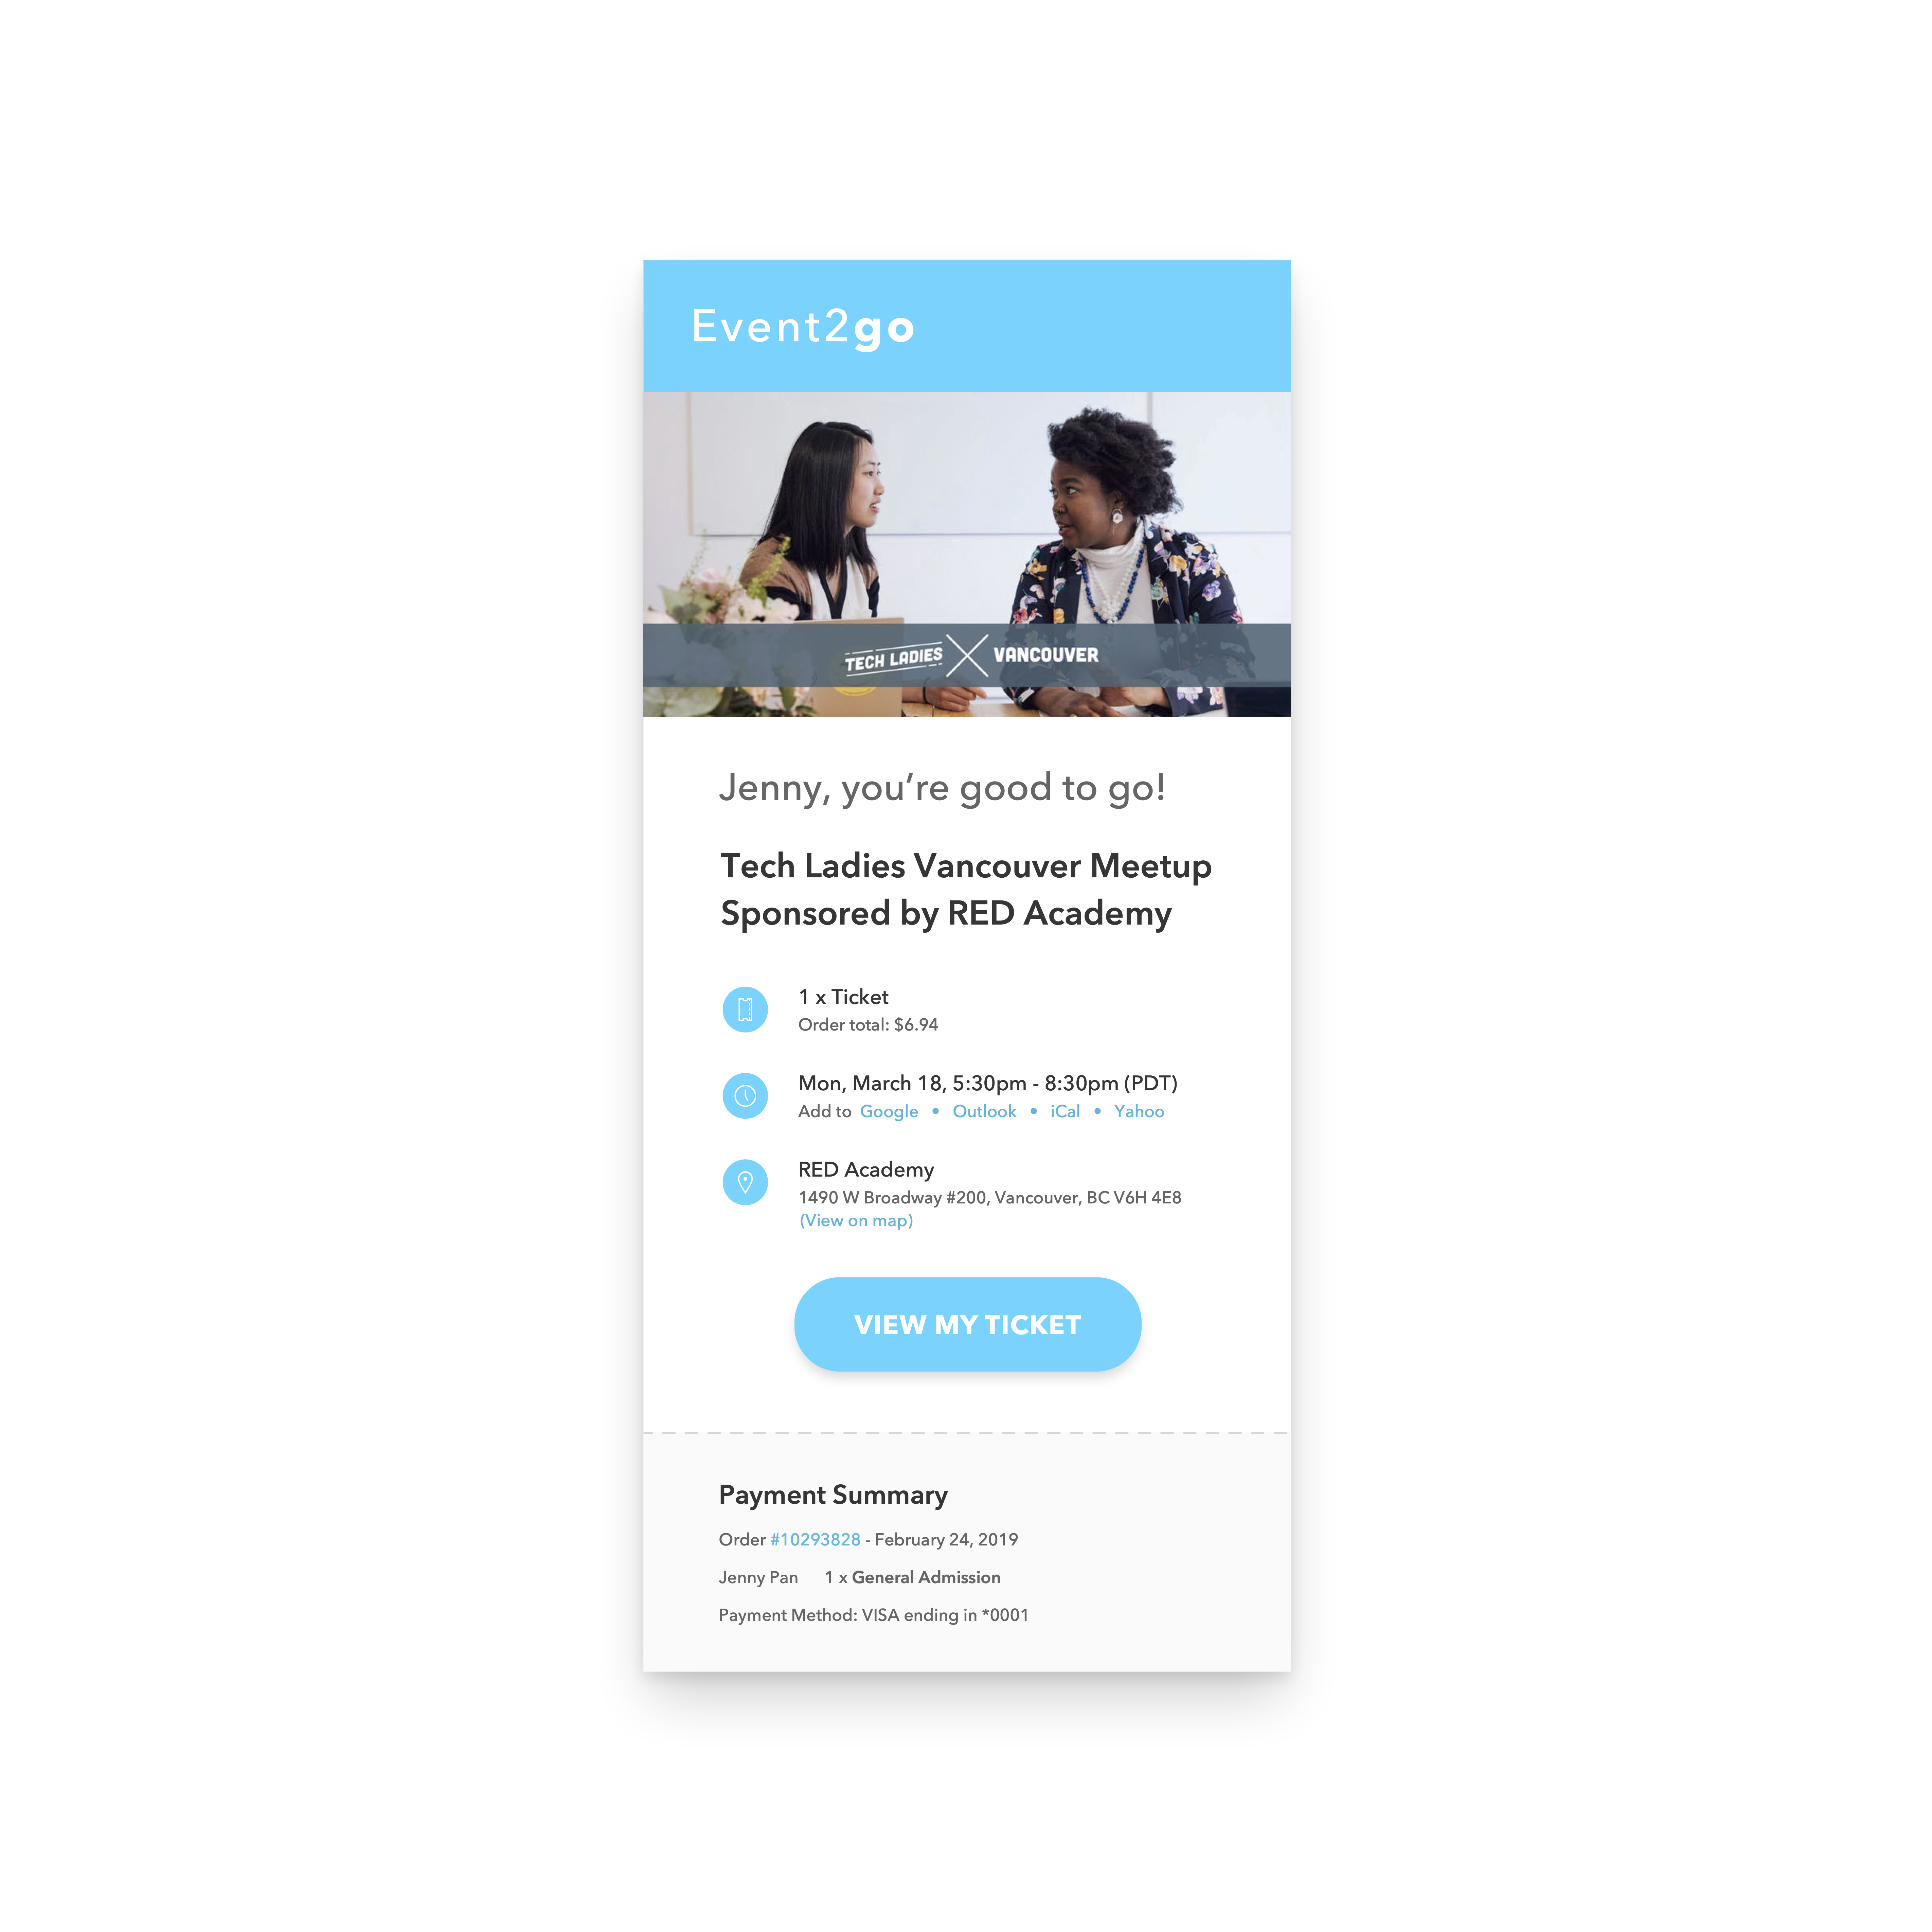 Event2go
TECH LADIES VANCOUVER
Jenny, you’re good to go!
Tech Ladies Vancouver Meetup
Sponsored by RED Academy
1 x Ticket
Order total: $6.94
Mon, March 18, 5:30pm - 8:30pm (PDT)
Add to Google • Outlook • iCal • Yahoo
RED Academy
1490 W Broadway #200, Vancouver, BC V6H 4E8
(View on map)
VIEW MY TICKET
Payment Summary
Order #10293828 - February 24, 2019
Jenny Pan 1 x General Admission
Payment Method: VISA ending in *0001